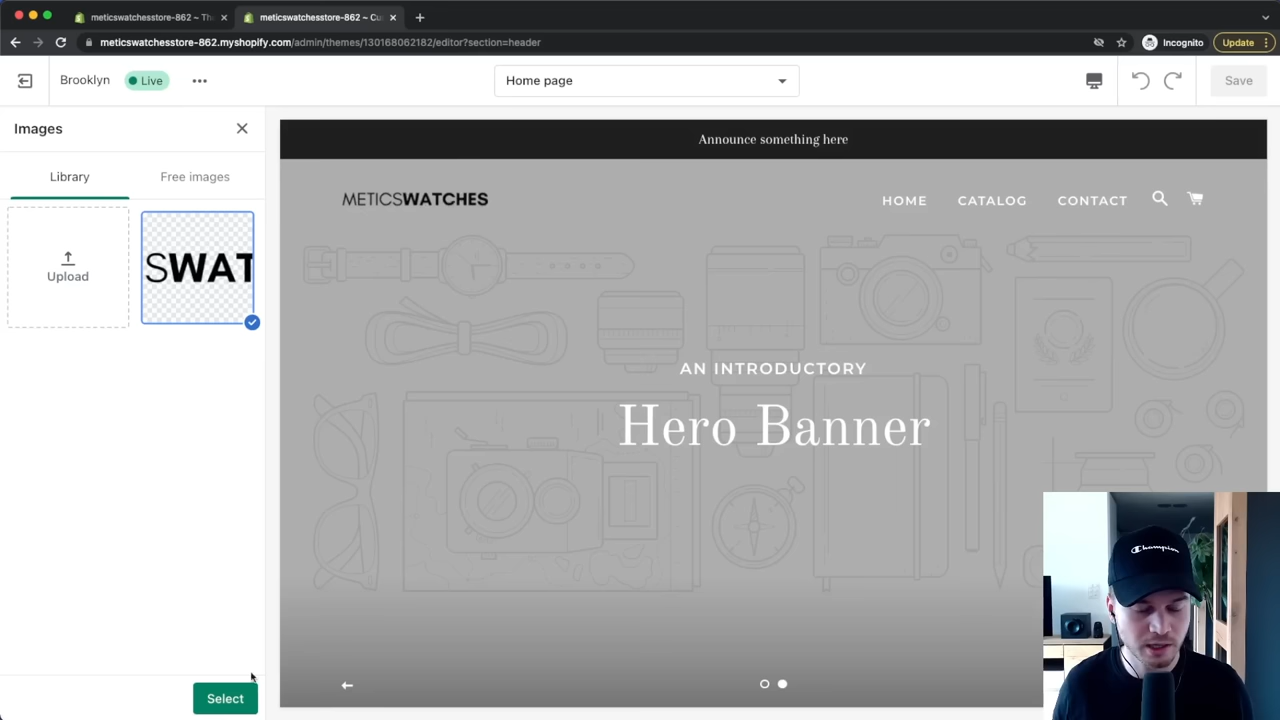 meticswatchesstore-862 ~ Th
meticswatchesstore-862 ~ Cu
meticswatchesstore-862.myshopify.com/admin/themes/130168062182/editor?section=header
Incognito
Update
Brooklyn
Live
Home page
Save
Images
Library
Free images
Upload
SWAT
Select
Announce something here
METICSWATCHES
HOME
CATALOG
CONTACT
AN INTRODUCTORY
Hero Banner
Champion